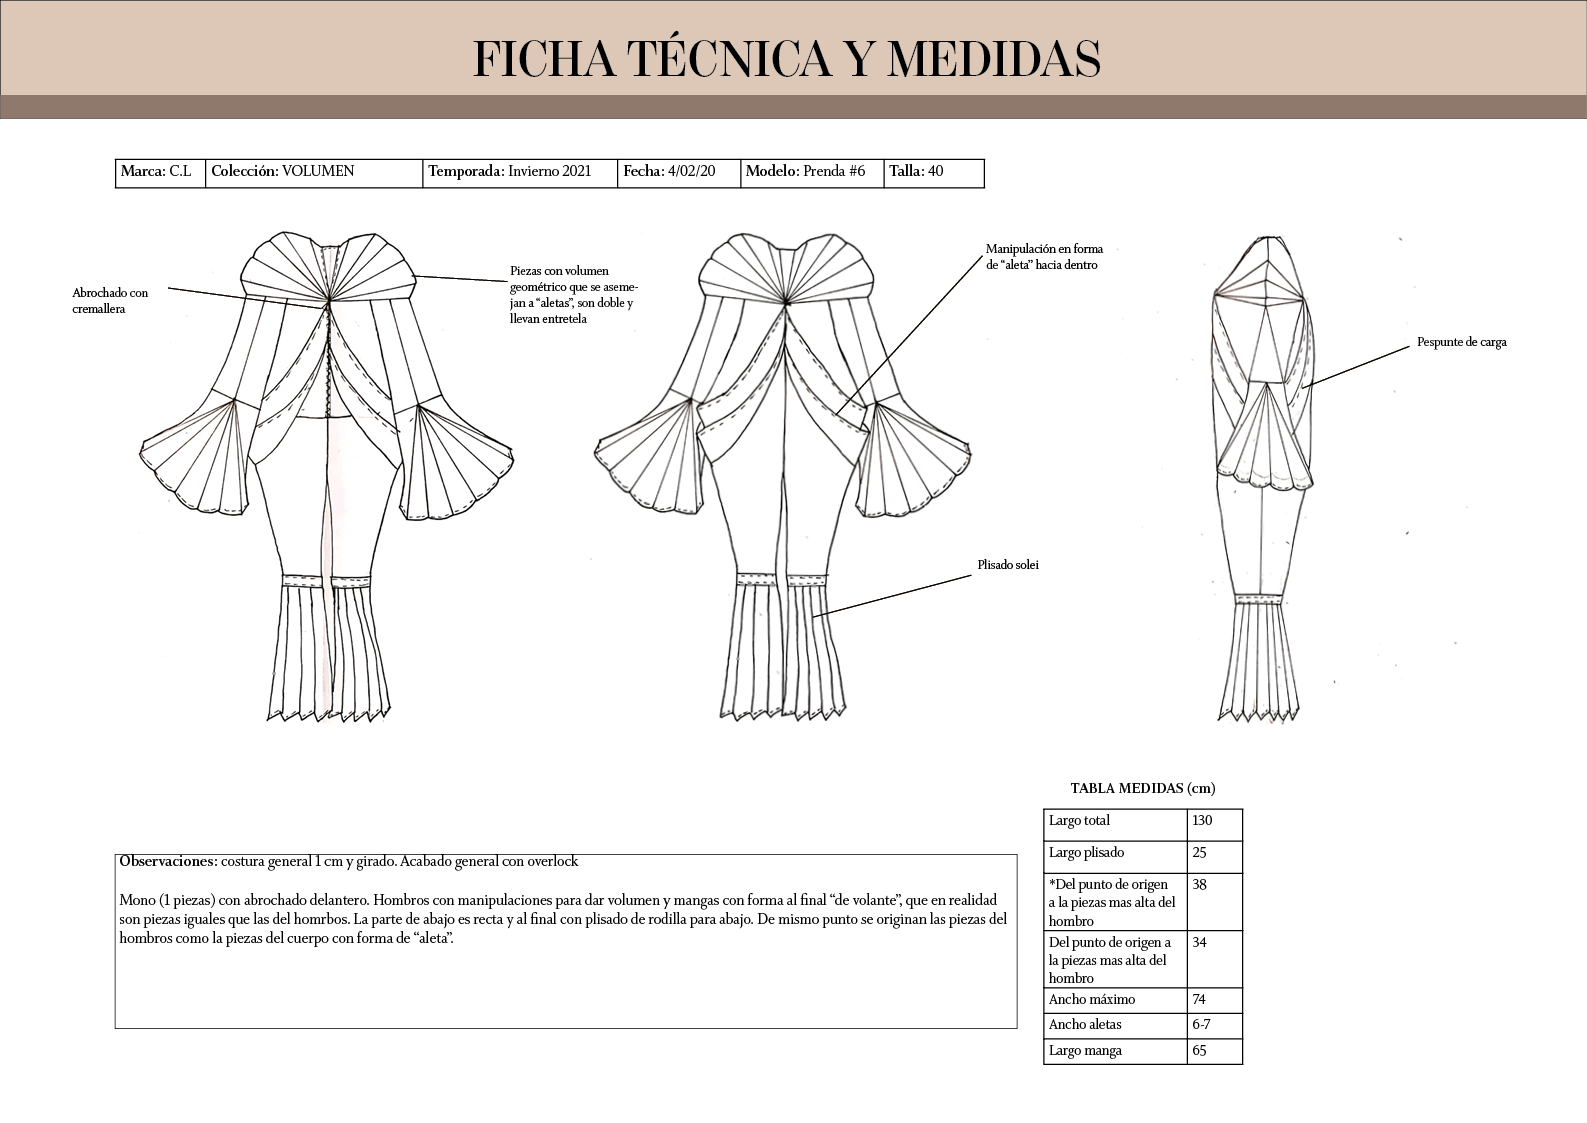 FICHA TÉCNICA Y MEDIDAS
Marca: C.L Colección: VOLUMEN Temporada: Invierno 2021 Fecha: 4/02/20 Modelo: Prenda #6 Talla: 40
Abrochado con
cremallera
Piezas con volumen
geométrico que se aseme-
jan a “aletas”, son doble y
llevan entretela
Manipulación en forma
de “aleta” hacia dentro
Pespunte de carga
Plisado solei
Observaciones: costura general 1 cm y girado. Acabado general con overlock
Mono (1 piezas) con abrochado delantero. Hombros con manipulaciones para dar volumen y mangas con forma al final “de volante”, que en realidad
son piezas iguales que las del homrbos. La parte de abajo es recta y al final con plisado de rodilla para abajo. De mismo punto se originan las piezas del
hombros como la piezas del cuerpo con forma de “aleta”.
TABLA MEDIDAS (cm)
Largo total 130
Largo plisado 25
*Del punto de origen 38
a la piezas mas alta del
hombro
Del punto de origen a 34
la piezas mas alta del
hombro
Ancho máximo 74
Ancho aletas 6-7
Largo manga 65